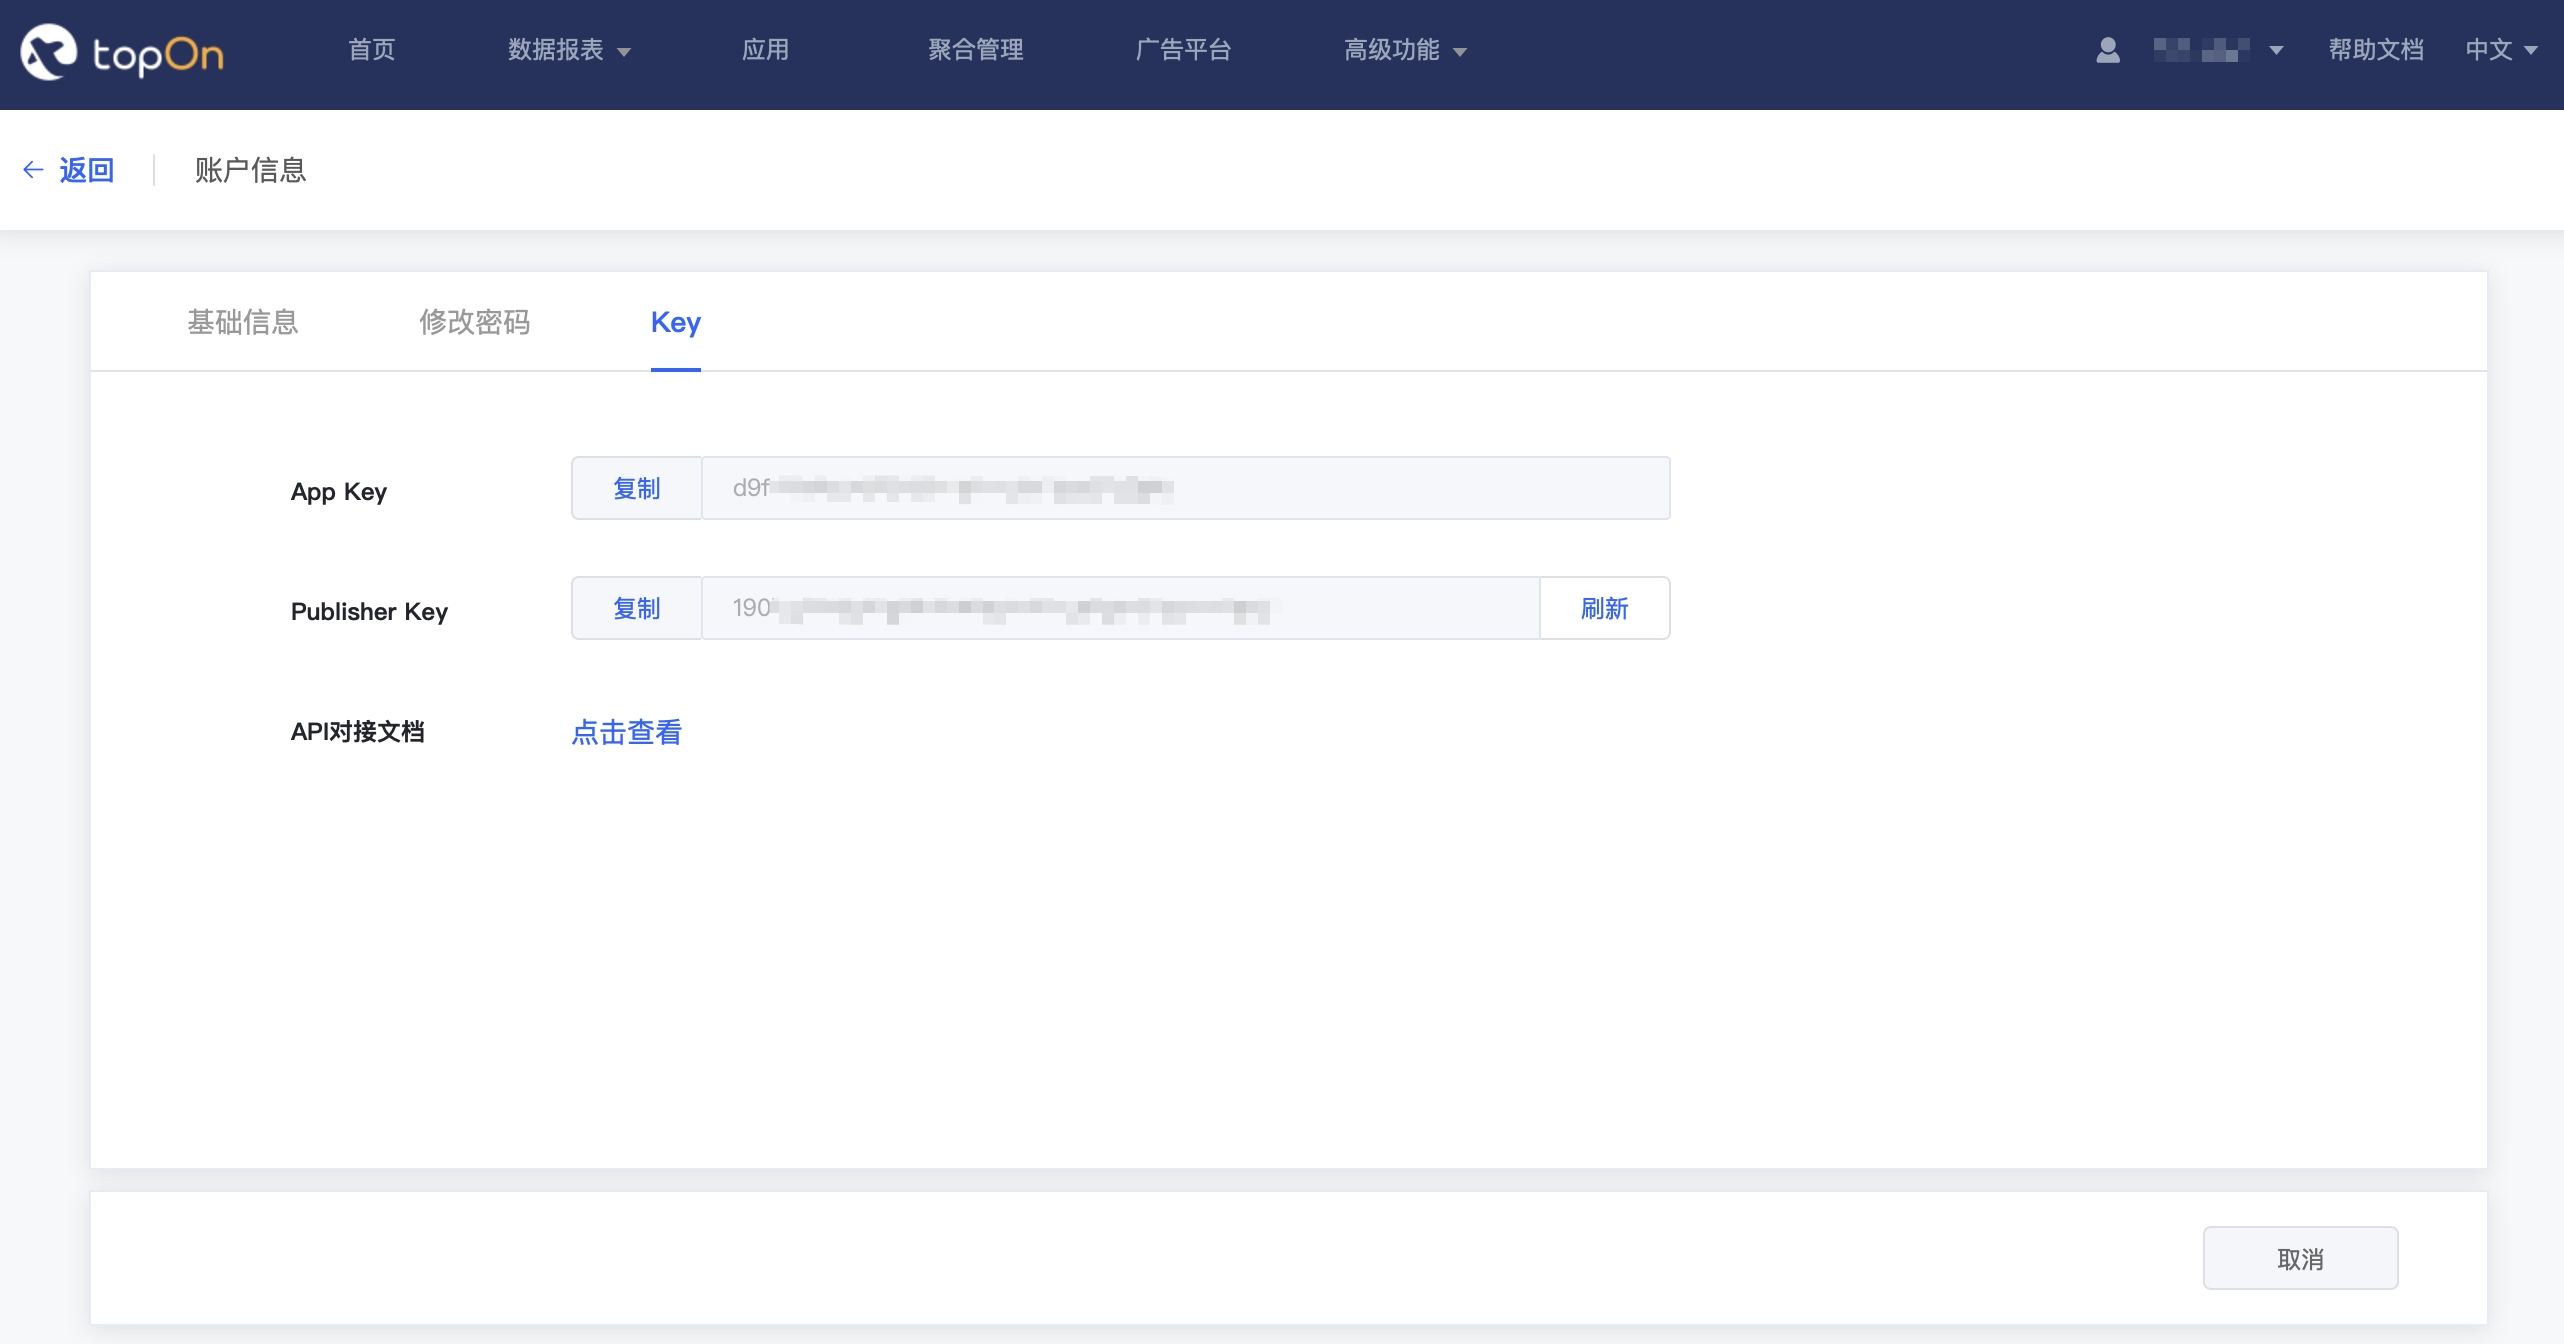 topOn
首页
数据报表
应用
聚合管理
广告平台
高级功能
帮助文档
中文
返回
账户信息
基础信息
修改密码
Key
App Key
复制
d9f
Publisher Key
复制
190
刷新
API对接文档
点击查看
取消